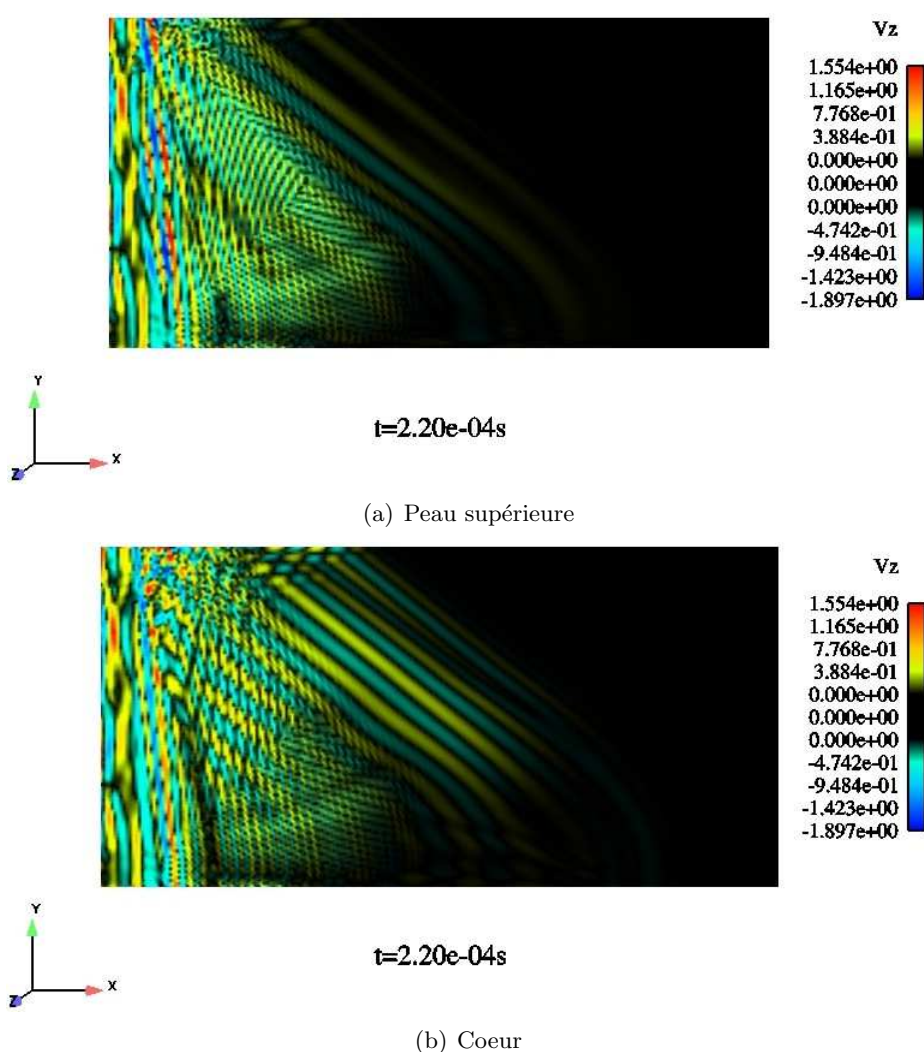 Vz
1.554e+00
1.165e+00
7.768e-01
3.884e-01
0.000e+00
0.000e+00
0.000e+00
-4.742e-01
-9.484e-01
-1.423e+00
-1.897e+00
Y
Z
X
t=2.20e-04s
(a) Peau supérieure
Vz
1.554e+00
1.165e+00
7.768e-01
3.884e-01
0.000e+00
0.000e+00
0.000e+00
-4.742e-01
-9.484e-01
-1.423e+00
-1.897e+00
Y
Z
X
t=2.20e-04s
(b) Coeur